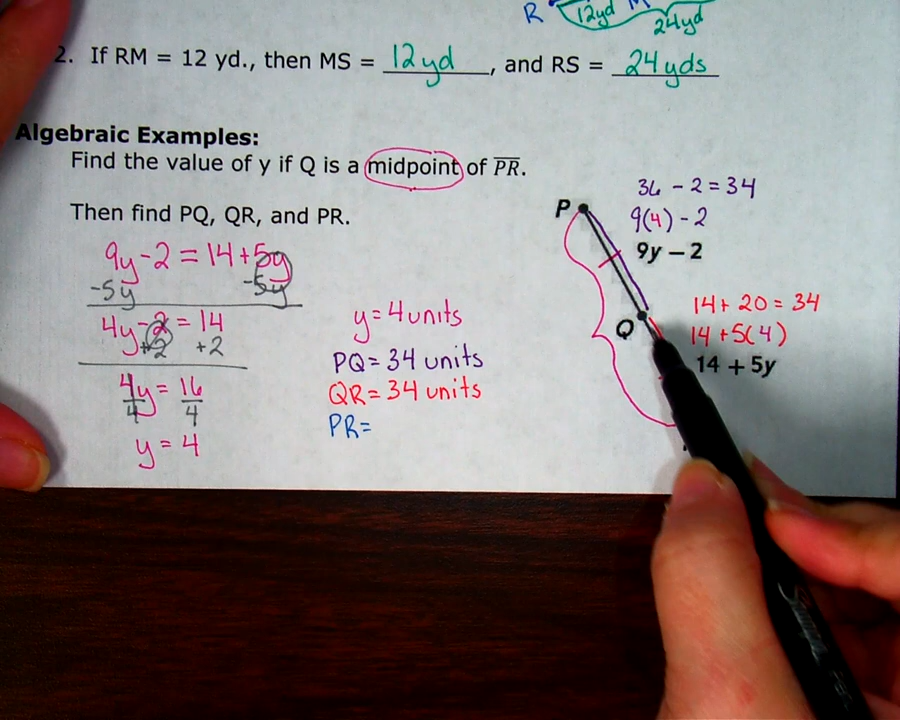 R 12yd M
24yd
2. If RM = 12 yd., then MS = 12yd, and RS = 24yds
Algebraic Examples:
Find the value of y if Q is a midpoint of PR.
Then find PQ, QR, and PR.
9y-2 = 14+5y
-5y -5y
4y-2 = 14
+2 +2
4y = 16
4 4
y = 4
y = 4 units
PQ = 34 units
QR = 34 units
PR =
36 - 2 = 34
9(4) - 2
P
9y – 2
14 + 20 = 34
14 + 5(4)
Q
14 + 5y